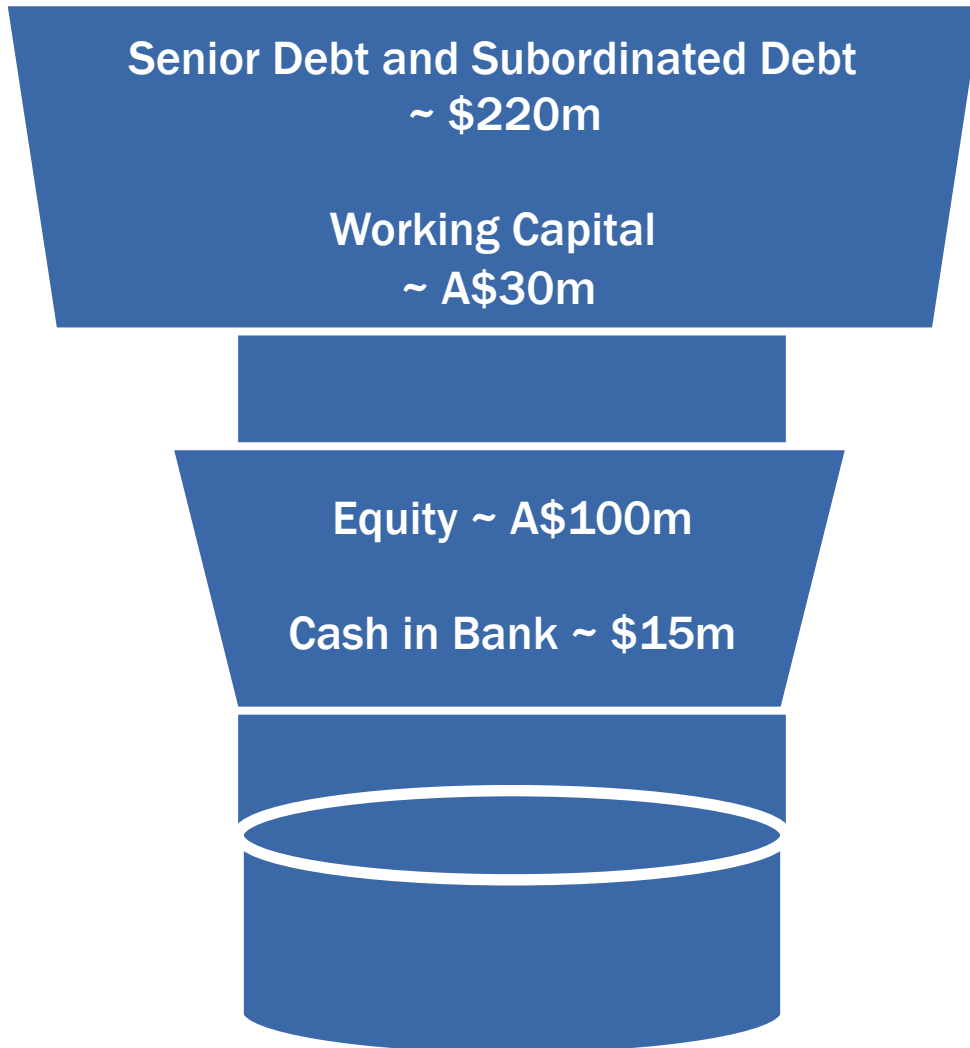 Senior Debt and Subordinated Debt
~ $220m
Working Capital
~ A$30m
Equity ~ A$100m
Cash in Bank ~ $15m